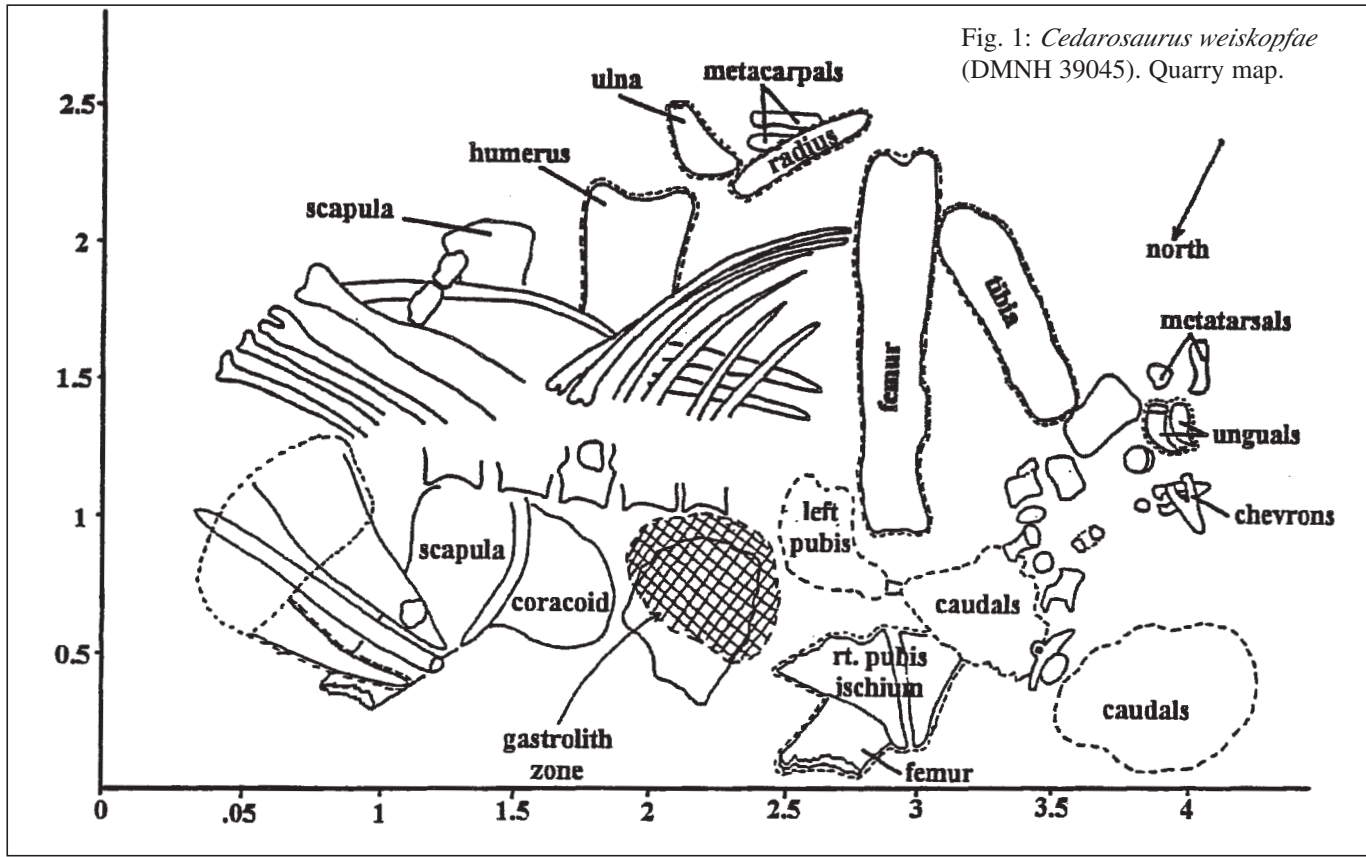 Fig. 1: Cedarosaurus weiskopfae
(DMNH 39045). Quarry map.
metacarpals
ulna
2.5
radius
humerus
scapula
2
north
tibia
metatarsals
1.5
femur
unguals
1
left
pubis
chevrons
scapula
coracoid
caudals
0.5
rt. pubis
ischium
caudals
gastrolith
zone
femur
0
.05
1
1.5
2
2.5
3
3.5
4